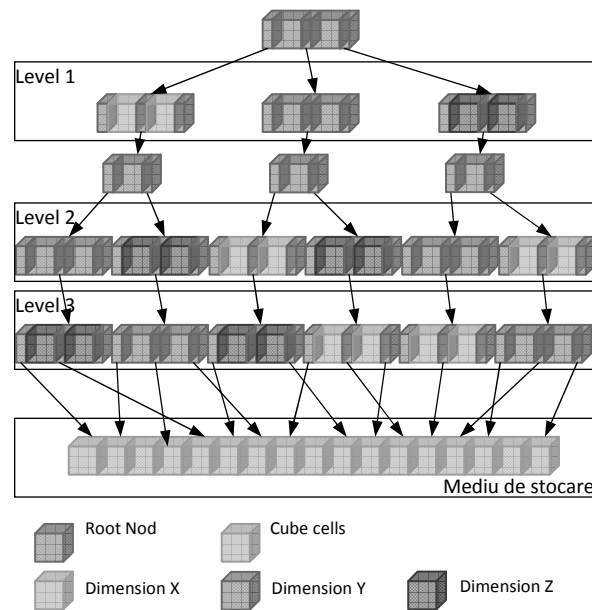 Level 1
Level 2
Level 3
Mediu de stocare
Root Nod
Cube cells
Dimension X
Dimension Y
Dimension Z